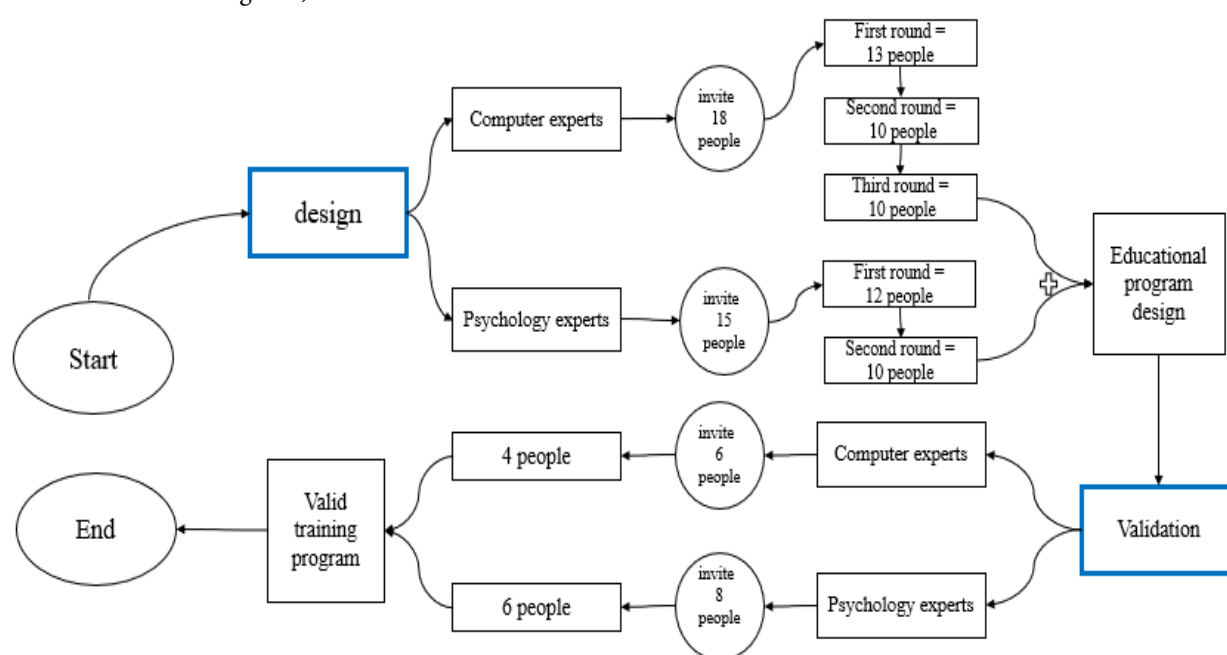 First round =
13 people
Computer experts
invite
18
people
Second round =
10 people
design
Third round =
10 people
Educational
program
design
First round =
12 people
Psychology experts
invite
15
people
Second round =
10 people
Start
4 people
invite
6
people
Computer experts
End
Valid
training
program
Validation
6 people
invite
8
people
Psychology experts